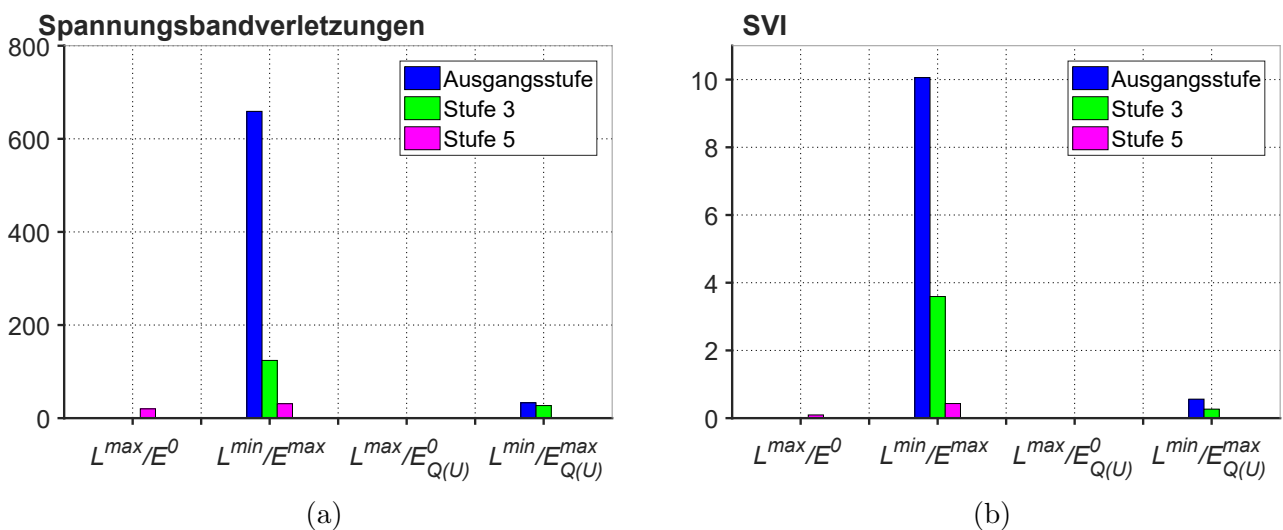 Spannungsbandverletzungen
800
600
400
200
0
Ausgangsstufe
Stufe 3
Stufe 5
L^max/E^0
L^min/E^max
L^max/E^0_Q(U)
L^min/E^max_Q(U)
(a)
SVI
10
8
6
4
2
0
Ausgangsstufe
Stufe 3
Stufe 5
L^max/E^0
L^min/E^max
L^max/E^0_Q(U)
L^min/E^max_Q(U)
(b)